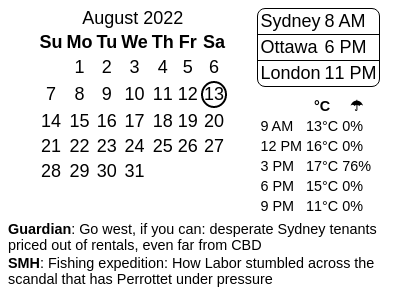 August 2022
Su Mo Tu We Th Fr Sa
1 2 3 4 5 6
7 8 9 10 11 12 13
14 15 16 17 18 19 20
21 22 23 24 25 26 27
28 29 30 31
Sydney 8 AM
Ottawa 6 PM
London 11 PM
°C ☂
9 AM 13°C 0%
12 PM 16°C 0%
3 PM 17°C 76%
6 PM 15°C 0%
9 PM 11°C 0%
Guardian: Go west, if you can: desperate Sydney tenants
priced out of rentals, even far from CBD
SMH: Fishing expedition: How Labor stumbled across the
scandal that has Perrottet under pressure